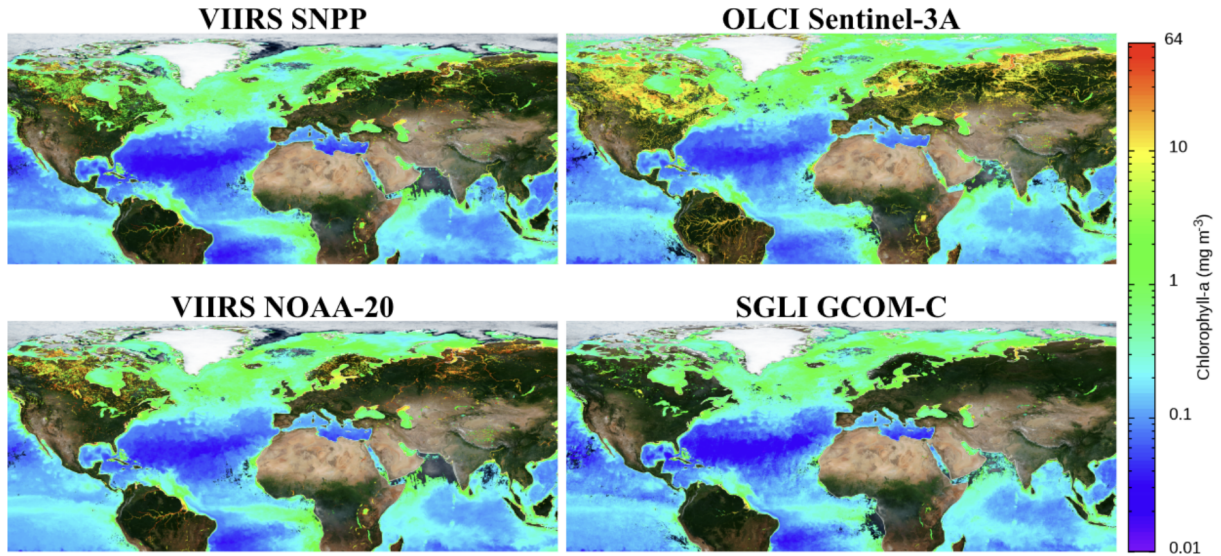 VIIRS SNPP
OLCI Sentinel-3A
VIIRS NOAA-20
SGLI GCOM-C
64
10
1
0.1
0.01
Chlorophyll-a (mg m⁻³)